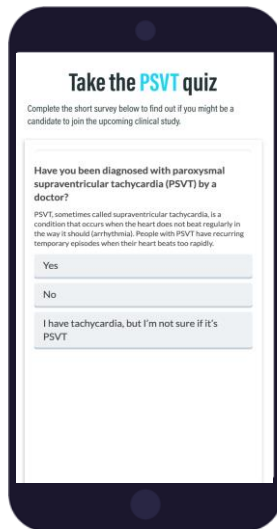 Take the PSVT quiz
Complete the short survey below to find out if you might be a
candidate to join the upcoming clinical study.
Have you been diagnosed with paroxysmal
supraventricular tachycardia (PSVT) by a
doctor?
PSVT, sometimes called supraventricular tachycardia, is a
condition that occurs when the heart does not beat regularly in
the way it should (arrhythmia). People with PSVT have recurring
temporary episodes when their heart beats too rapidly.
Yes
No
I have tachycardia, but I'm not sure if it's
PSVT